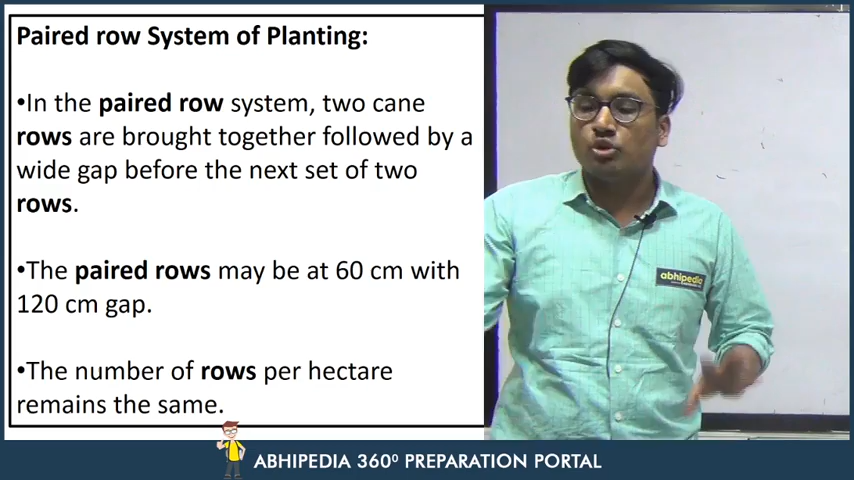 Paired row System of Planting:
•In the paired row system, two cane
rows are brought together followed by a
wide gap before the next set of two
rows.
•The paired rows may be at 60 cm with
120 cm gap.
•The number of rows per hectare
remains the same.
abhipedia
ABHIPEDIA 360⁰ PREPARATION PORTAL